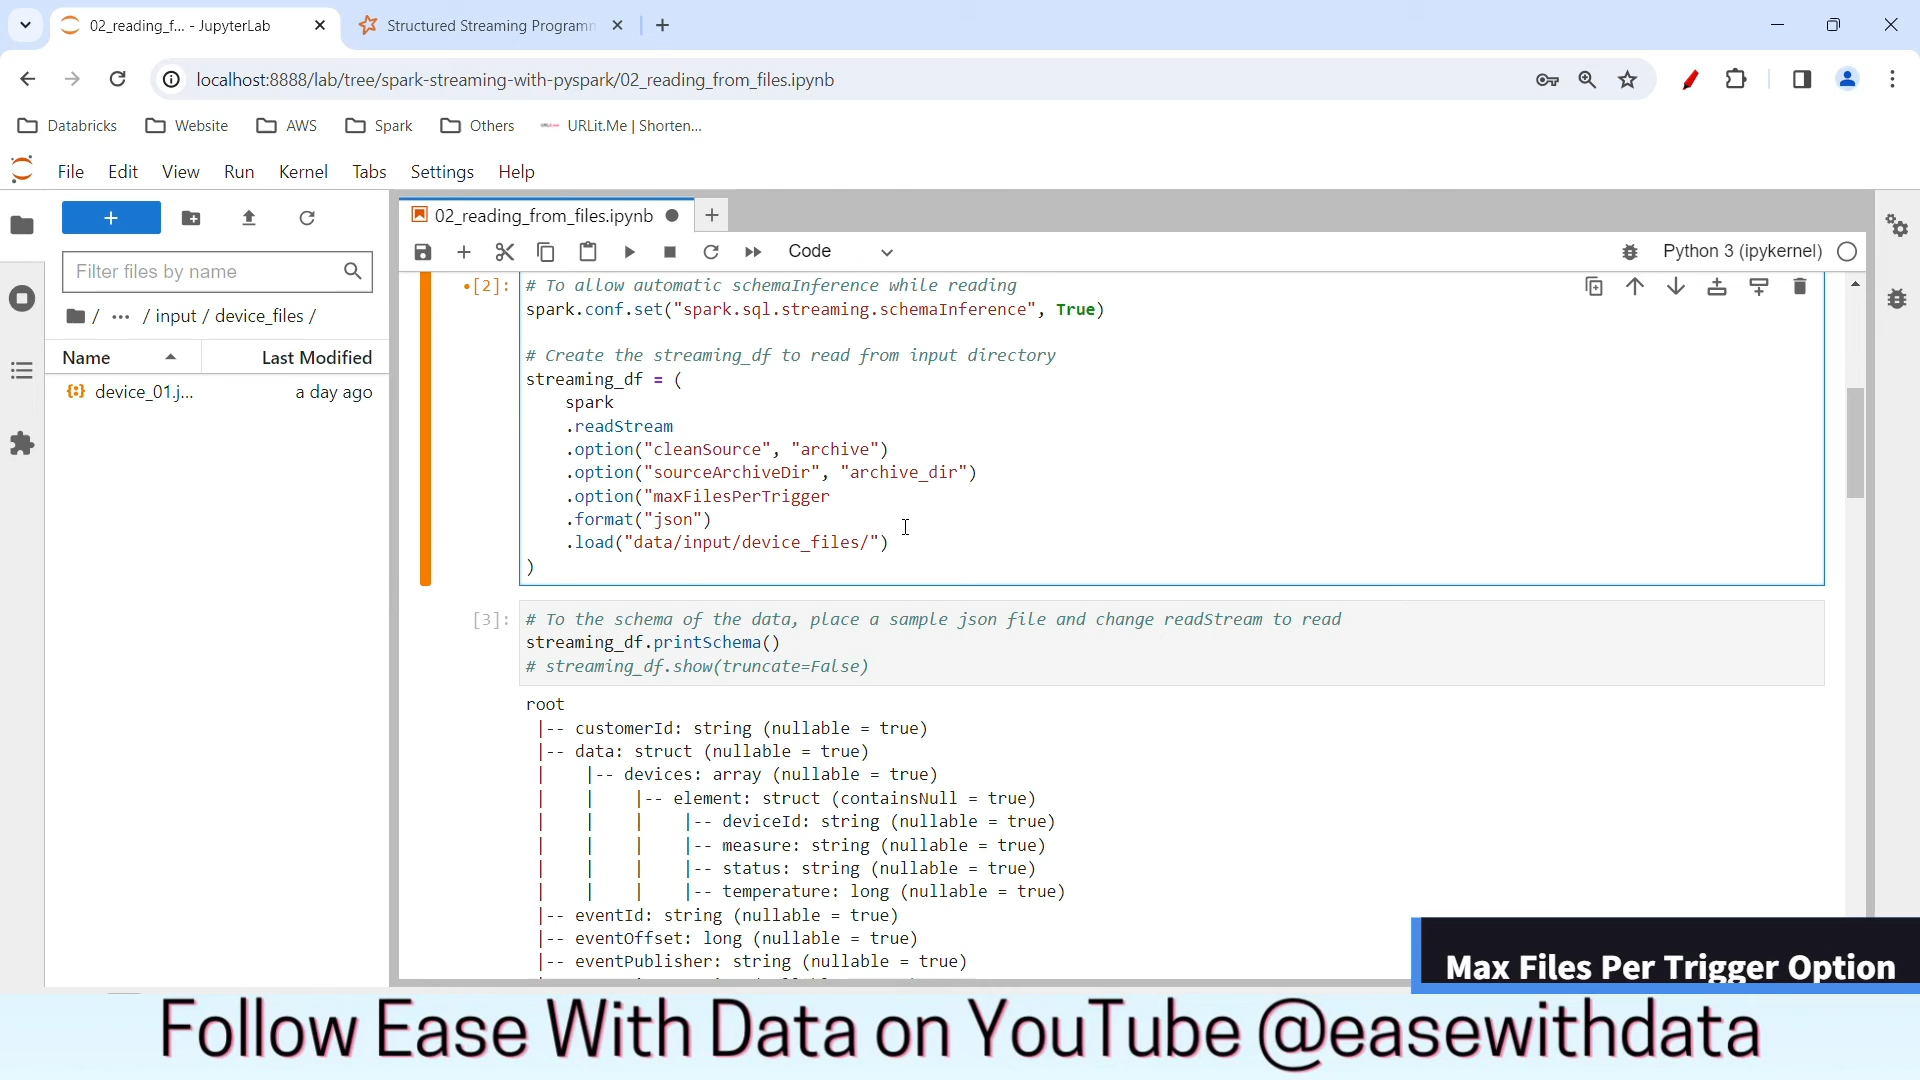 02_reading_f... - JupyterLab
Structured Streaming Programm
localhost:8888/lab/tree/spark-streaming-with-pyspark/02_reading_from_files.ipynb
Databricks
Website
AWS
Spark
Others
URLit.Me | Shorten...
File Edit View Run Kernel Tabs Settings Help
02_reading_from_files.ipynb
Code
Python 3 (ipykernel)
Filter files by name
/ ... / input / device_files /
Name Last Modified
device_01.j... a day ago
[2]: # To allow automatic schemaInference while reading
spark.conf.set("spark.sql.streaming.schemaInference", True)
# Create the streaming_df to read from input directory
streaming_df = (
spark
.readStream
.option("cleanSource", "archive")
.option("sourceArchiveDir", "archive_dir")
.option("maxFilesPerTrigger
.format("json")
.load("data/input/device_files/")
)
[3]: # To the schema of the data, place a sample json file and change readStream to read
streaming_df.printSchema()
# streaming_df.show(truncate=False)
root
|-- customerId: string (nullable = true)
|-- data: struct (nullable = true)
| |-- devices: array (nullable = true)
| | |-- element: struct (containsNull = true)
| | | |-- deviceId: string (nullable = true)
| | | |-- measure: string (nullable = true)
| | | |-- status: string (nullable = true)
| | | |-- temperature: long (nullable = true)
|-- eventId: string (nullable = true)
|-- eventOffset: long (nullable = true)
|-- eventPublisher: string (nullable = true)
Max Files Per Trigger Option
Follow Ease With Data on YouTube @easewithdata